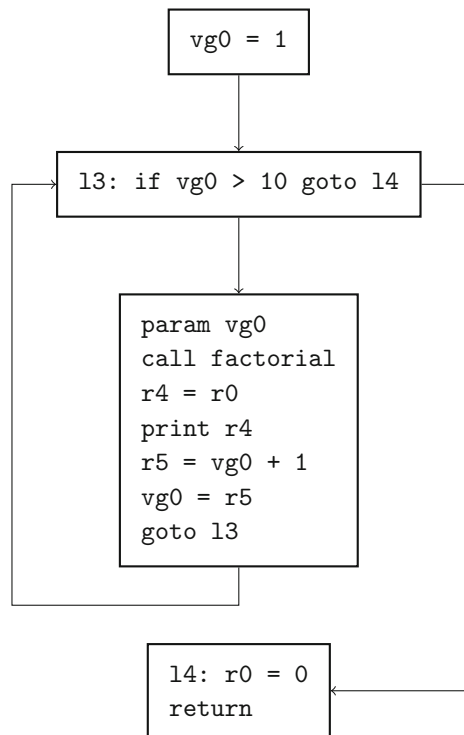 vg0 = 1
l3: if vg0 > 10 goto l4
param vg0
call factorial
r4 = r0
print r4
r5 = vg0 + 1
vg0 = r5
goto l3
l4: r0 = 0
return